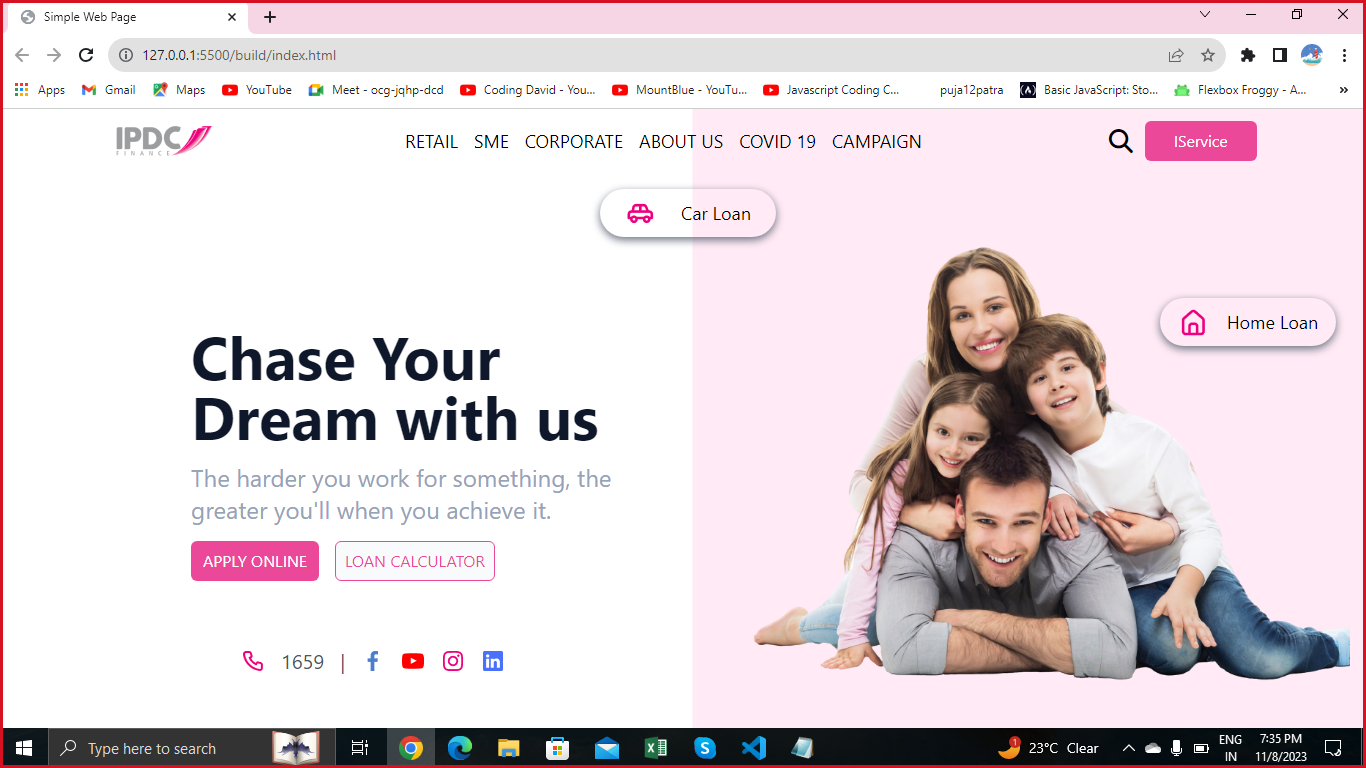 Simple Web Page
127.0.0.1:5500/build/index.html
Apps Gmail Maps YouTube Meet - ocg-jqhp-dcd Coding David - You... MountBlue - YouTu... Javascript Coding C... puja12patra Basic JavaScript: Sto... Flexbox Froggy - A... »
IPDC
FINANCE
RETAIL SME CORPORATE ABOUT US COVID 19 CAMPAIGN
IService
Car Loan
Home Loan
Chase Your
Dream with us
The harder you work for something, the
greater you'll when you achieve it.
APPLY ONLINE LOAN CALCULATOR
1659 |
Type here to search
1
23°C Clear
ENG
IN
7:35 PM
11/8/2023